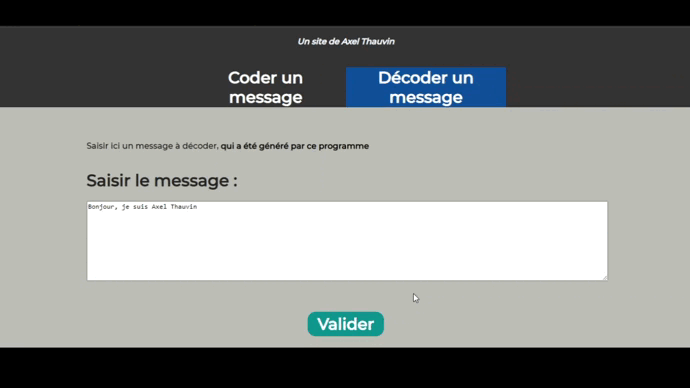 Un site de Axel Thauvin
Coder un
message
Décoder un
message
Saisir ici un message à décoder, qui a été généré par ce programme
Saisir le message :
Bonjour, je suis Axel Thauvin
Valider